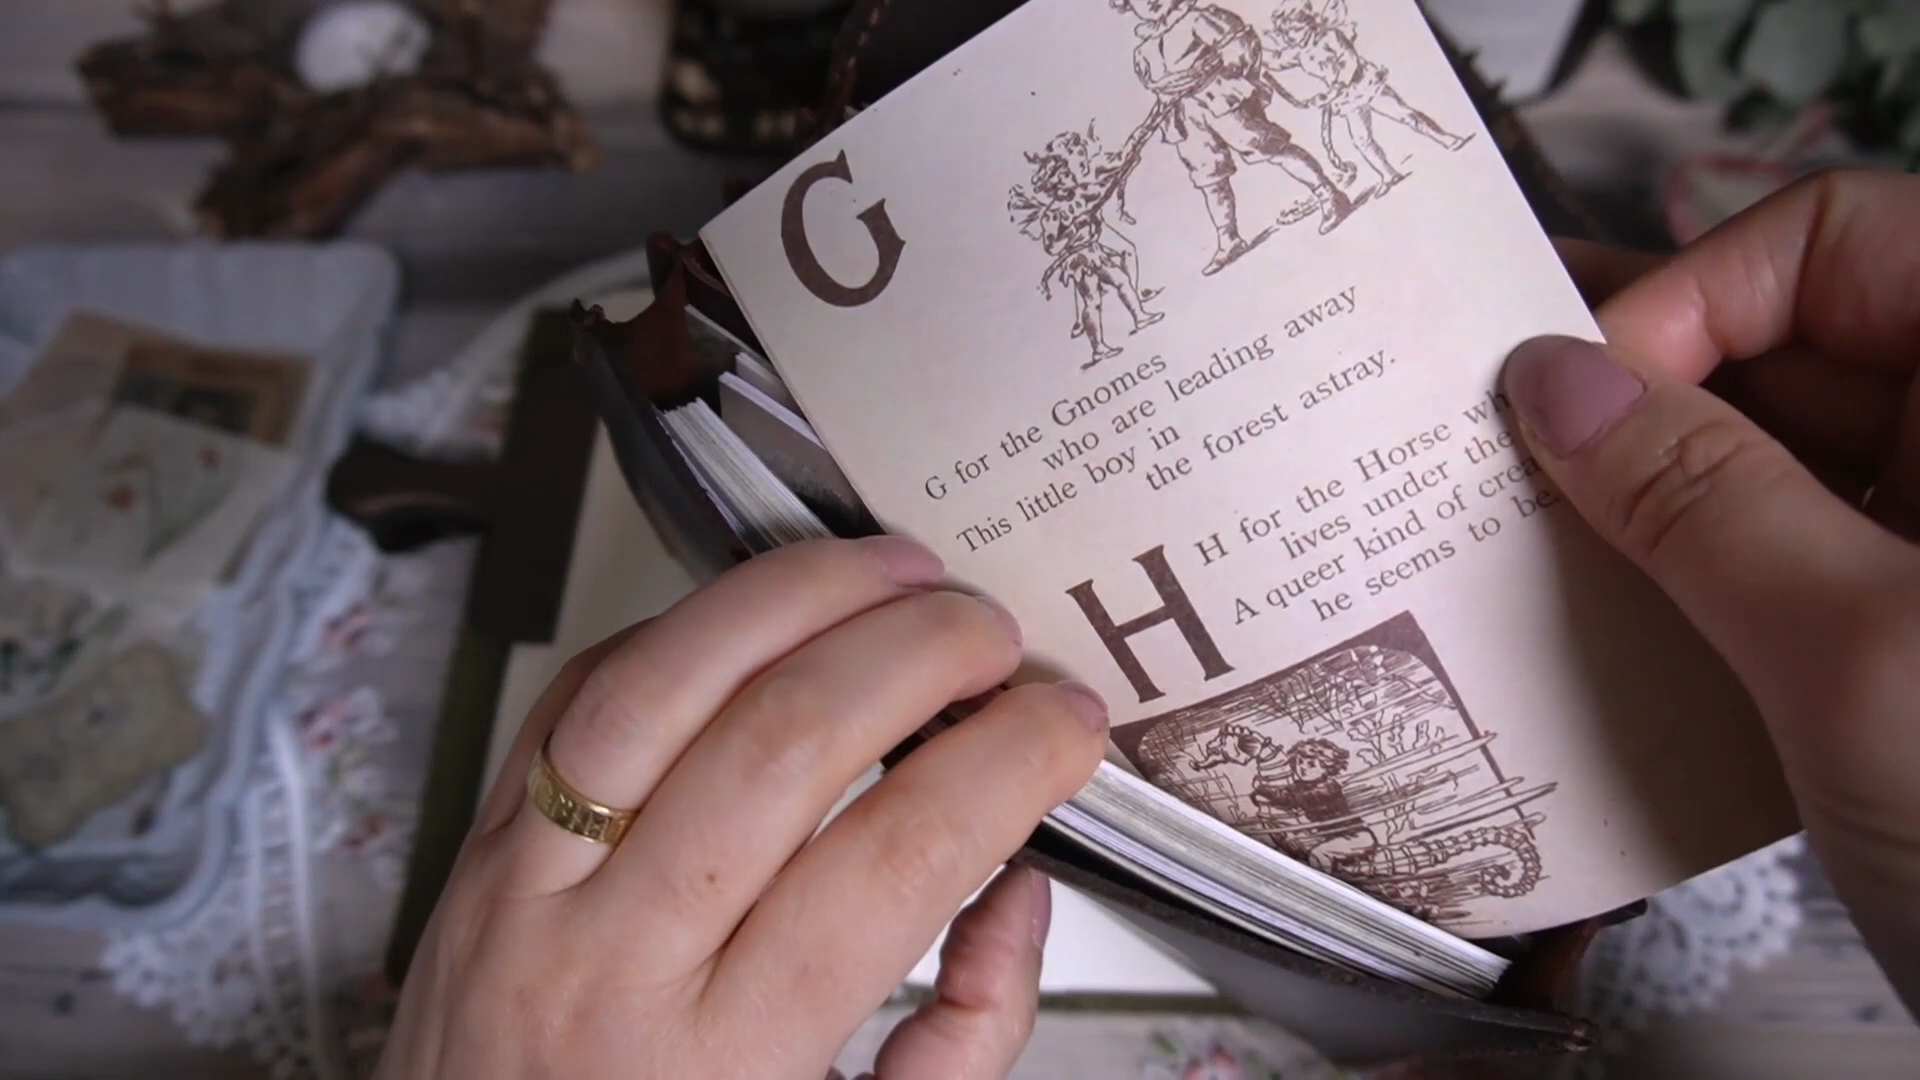 G
G for the Gnomes
who are leading away
This little boy in
the forest astray.
H
H for the Horse
lives under the
A queer kind of
he seems to be.